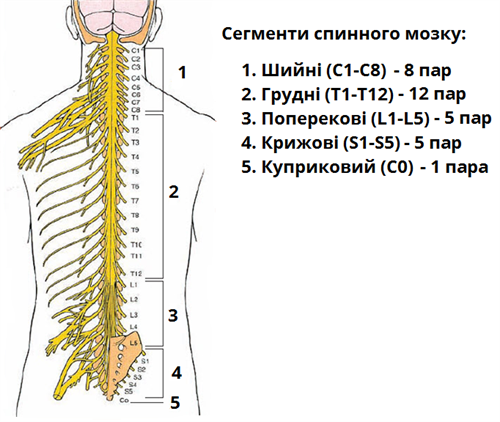 Сегменти спинного мозку:
1. Шийні (C1-C8) - 8 пар
2. Грудні (T1-T12) - 12 пар
3. Поперекові (L1-L5) - 5 пар
4. Крижові (S1-S5) - 5 пар
5. Куприковий (C0) - 1 пара
C1
C2
C3
C4
C5
C6
C7
C8
1
T1
T2
T3
T4
T5
T6
T7
T8
T9
T10
T11
T12
2
L1
L2
L3
L4
L5
3
S1
S2
S3
S4
S5
4
Co
5